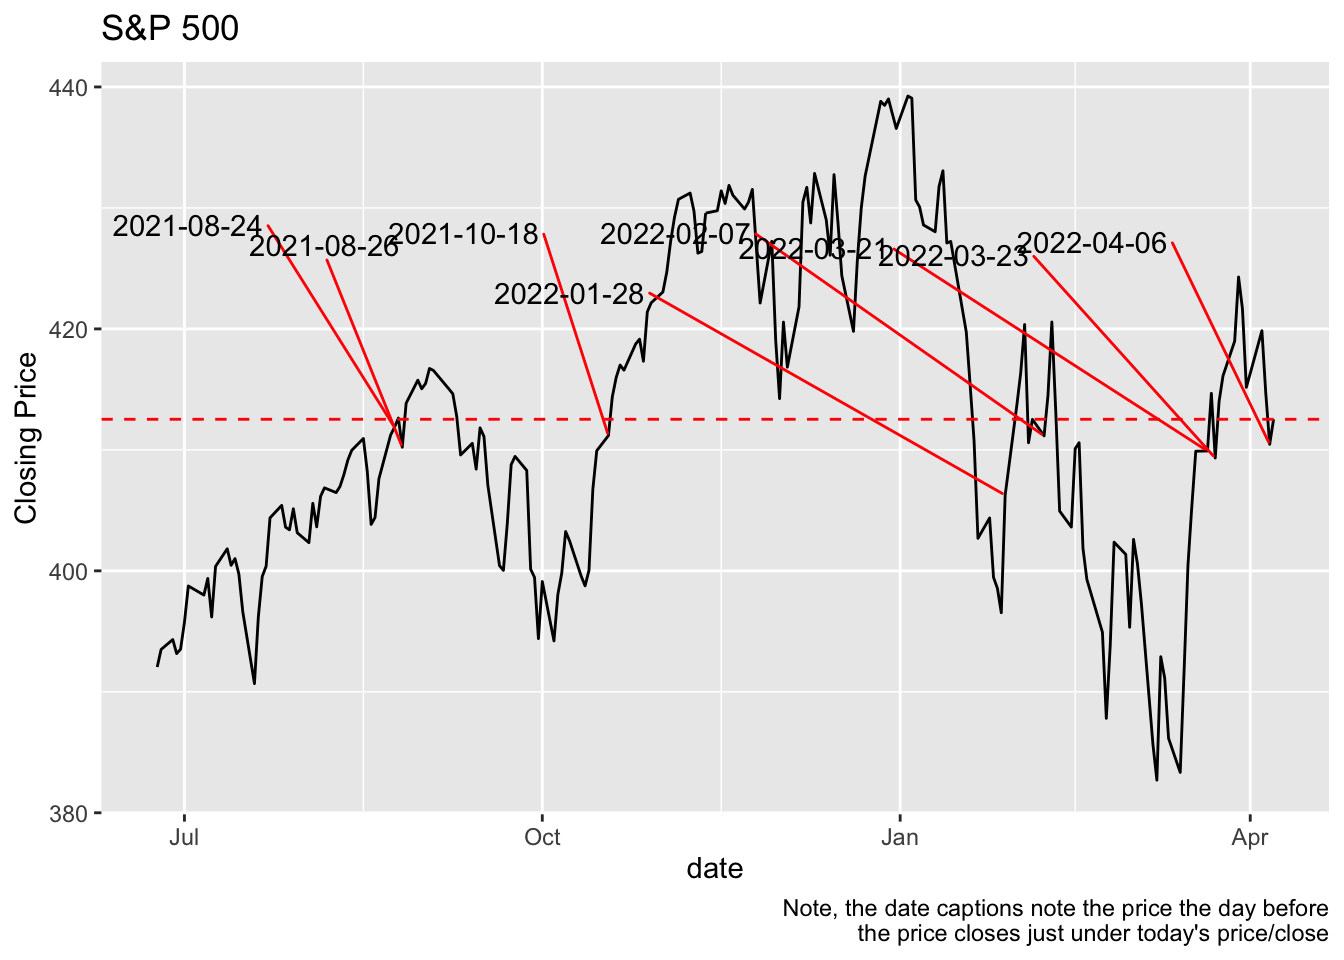 S&P 500
440
420
400
380
Closing Price
2021-08-24
2021-08-26
2021-10-18
2022-01-28
2022-02-07
2022-03-21
2022-03-23
2022-04-06
Jul
Oct
Jan
Apr
date
Note, the date captions note the price the day before
the price closes just under today's price/close